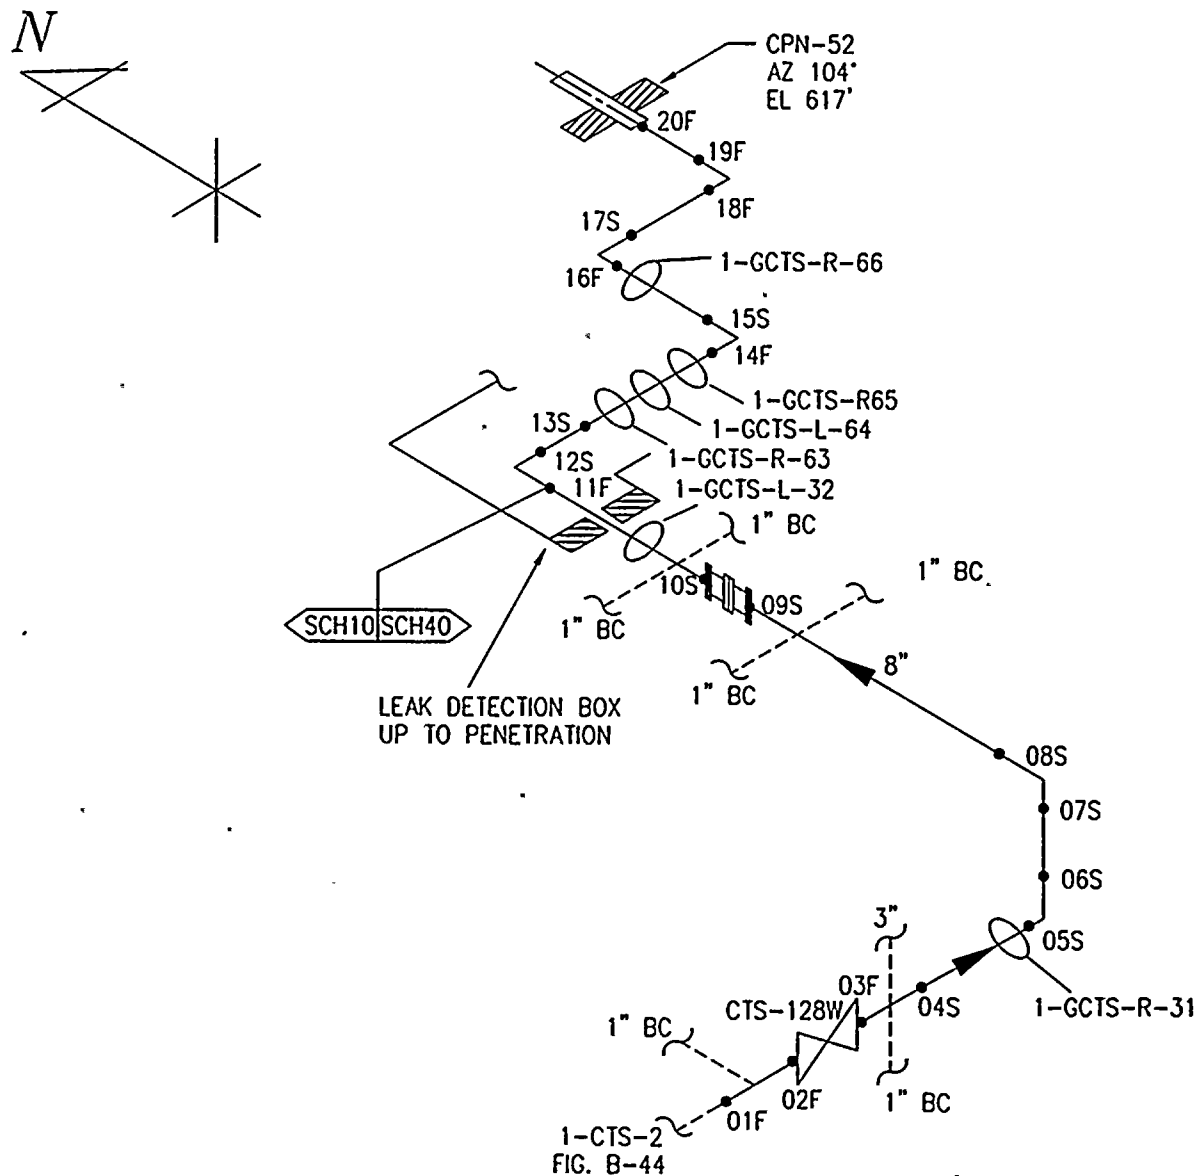 N
CPN-52
AZ 104°
EL 617'
20F
19F
18F
17S
16F
1-GCTS-R-66
15S
14F
1-GCTS-R65
1-GCTS-L-64
13S
1-GCTS-R-63
12S
11F
1-GCTS-L-32
1" BC
10S
09S
1" BC
1" BC
SCH10 SCH40
8"
1" BC
LEAK DETECTION BOX
UP TO PENETRATION
08S
07S
06S
3"
05S
03F
CTS-128W
04S
1-GCTS-R-31
1" BC
02F
1" BC
01F
1-CTS-2
FIG. B-44